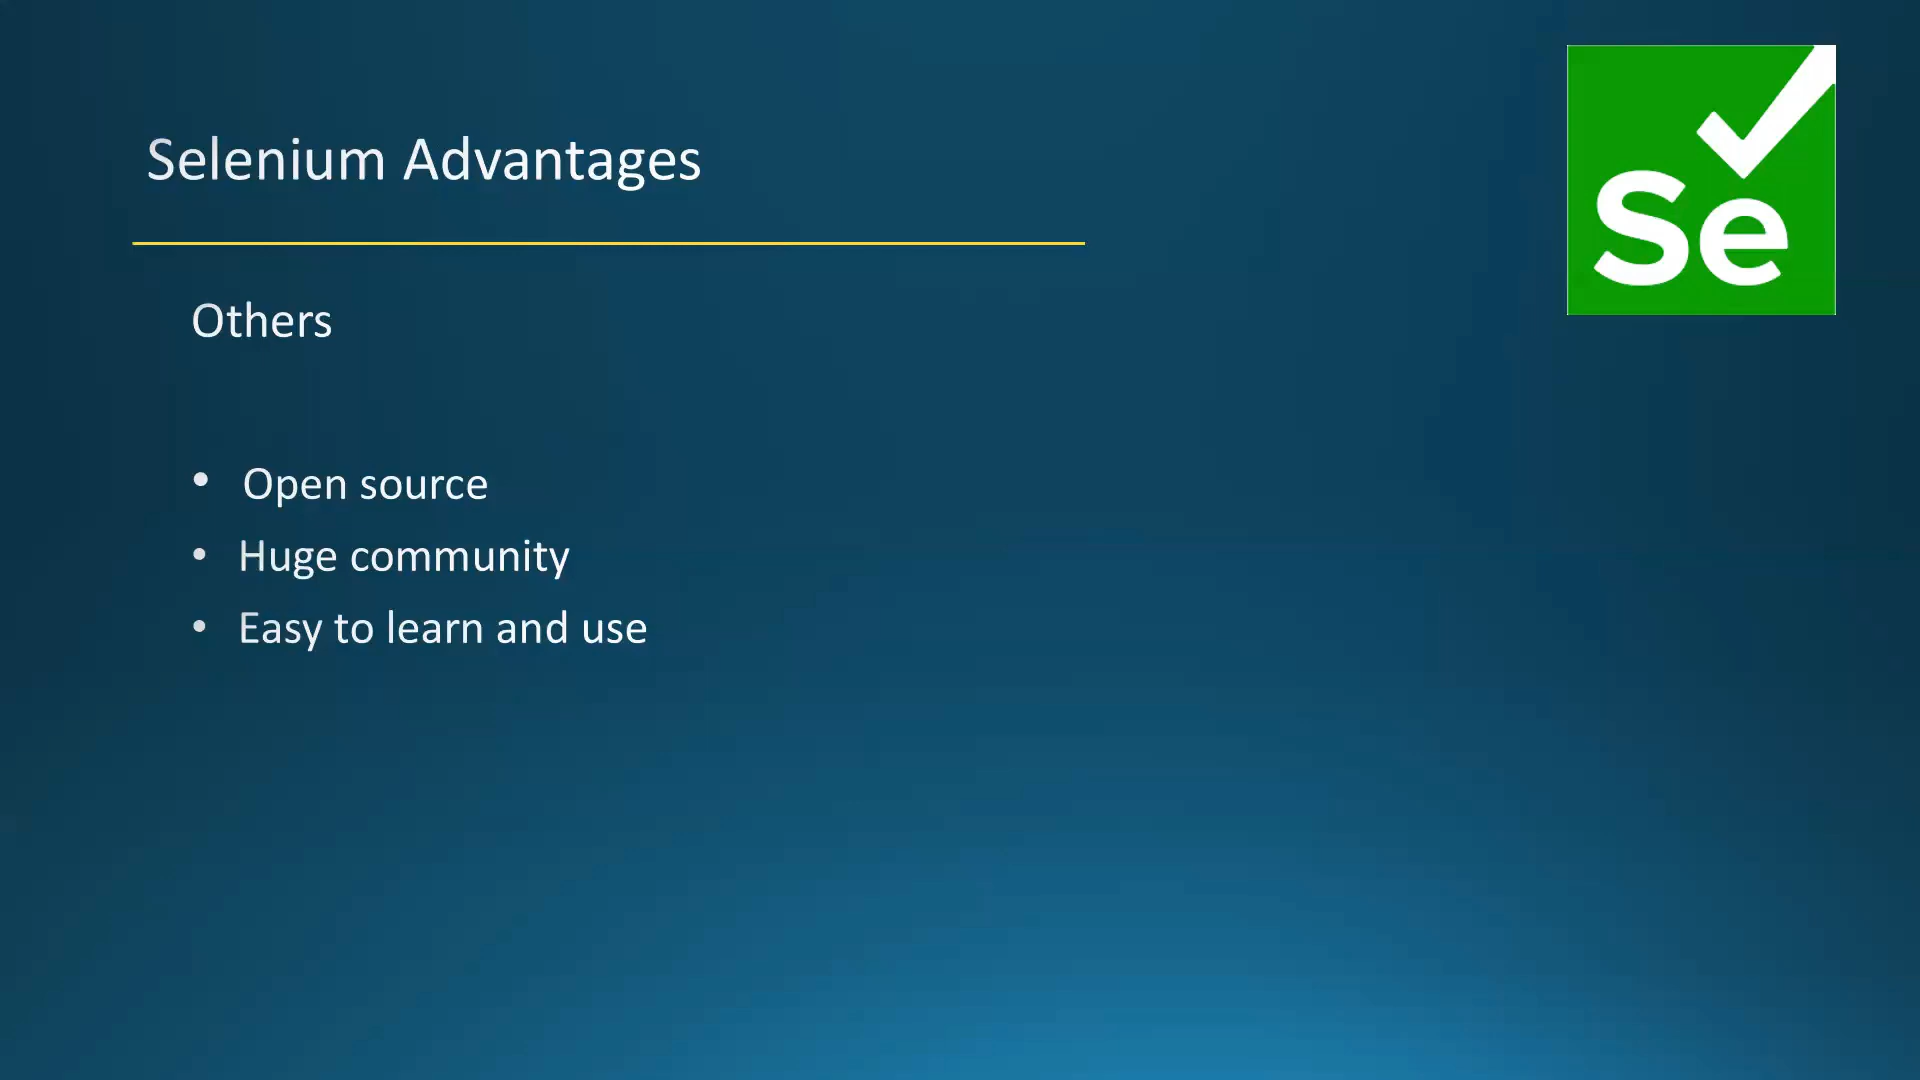 Selenium Advantages
Se
Others
• Open source
• Huge community
• Easy to learn and use